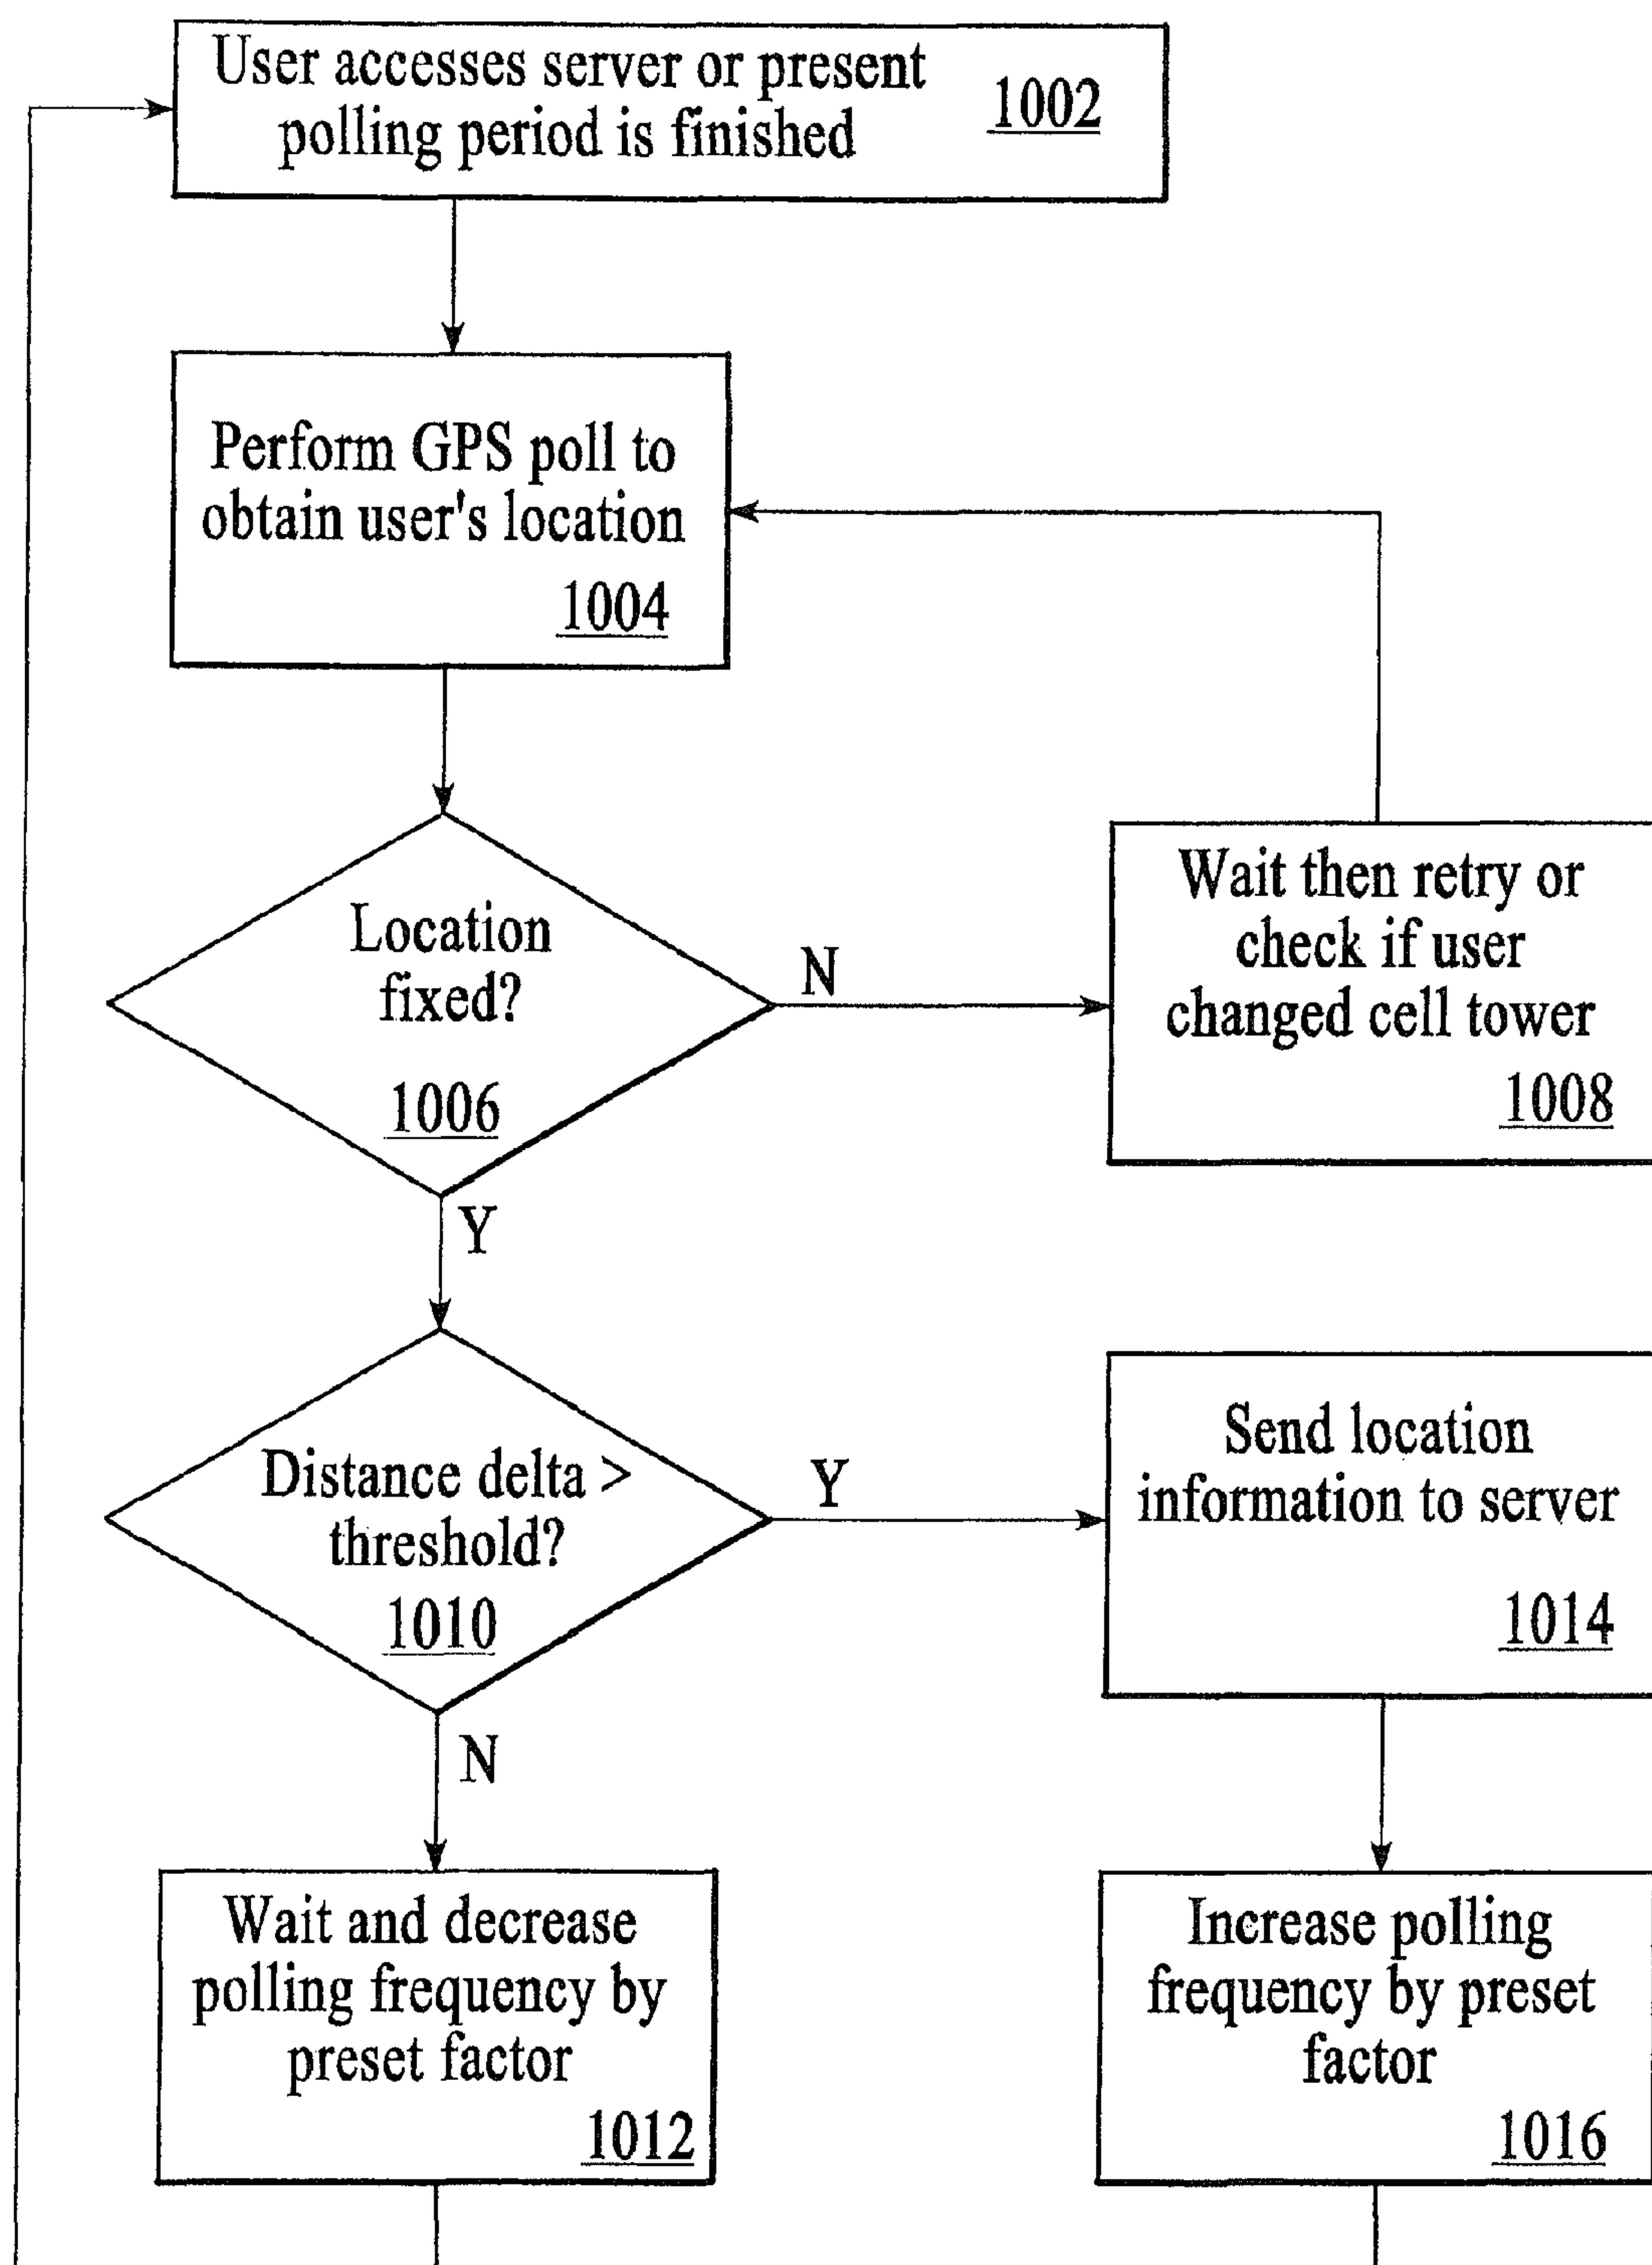 User accesses server or present
polling period is finished
1002
Perform GPS poll to
obtain user's location
1004
Location
fixed?
1006
N
Y
Wait then retry or
check if user
changed cell tower
1008
Distance delta >
threshold?
1010
Y
N
Send location
information to server
1014
Wait and decrease
polling frequency by
preset factor
1012
Increase polling
frequency by preset
factor
1016